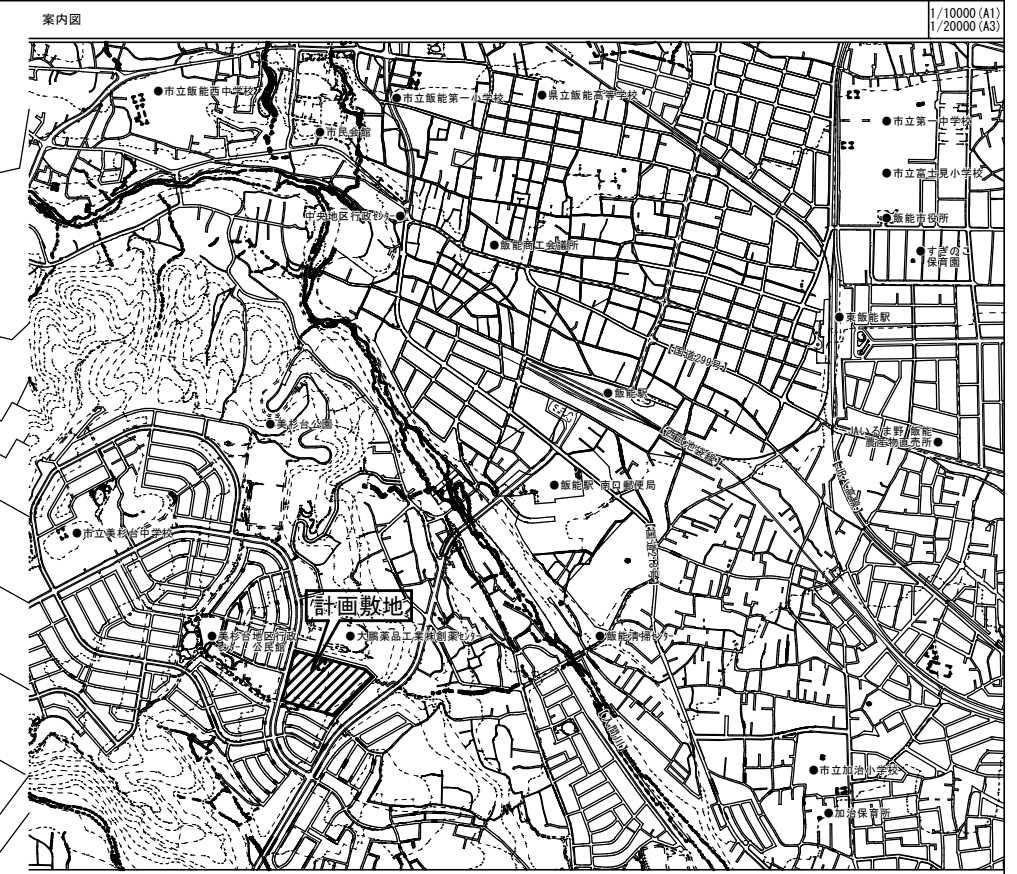 案内図
1/10000(A1)
1/20000(A3)
●市立飯能西中学校
●市立飯能第一小学校
●県立飯能高等学校
●市立第一中学校
●市民会館
●市立富士見小学校
中央地区行政センター●
●飯能市役所
●飯能商工会議所
●すぎのこ
保育園
●東飯能駅
【国道299号】
●飯能駅
●美杉台公園
JAいるま野 飯能
農産物直売所●
【西武池袋線】
●飯能駅 南口郵便局
●市立美杉台中学校
計画敷地
●美杉台地区行政
センター 公民館
●大鵬薬品工業㈱創薬センター
●飯能清掃センター
●市立加治小学校
●加治保育所